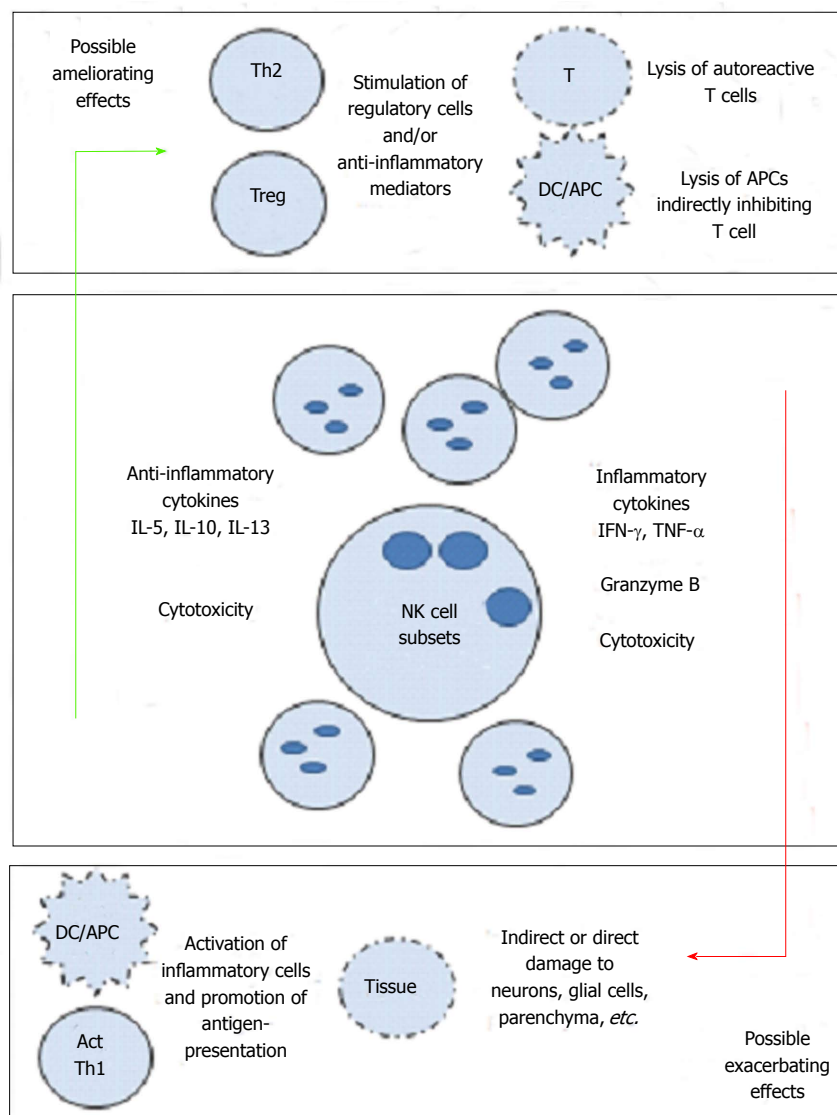 Possible
ameliorating
effects
Th2
Treg
Stimulation of
regulatory cells
and/or
anti-inflammatory
mediators
T
DC/APC
Lysis of autoreactive
T cells
Lysis of APCs
indirectly inhibiting
T cell
Anti-inflammatory
cytokines
IL-5, IL-10, IL-13
Cytotoxicity
NK cell
subsets
Inflammatory
cytokines
IFN-γ, TNF-α
Granzyme B
Cytotoxicity
DC/APC
Act
Th1
Activation of
inflammatory cells
and promotion of
antigen-
presentation
Tissue
Indirect or direct
damage to
neurons, glial cells,
parenchyma, etc.
Possible
exacerbating
effects